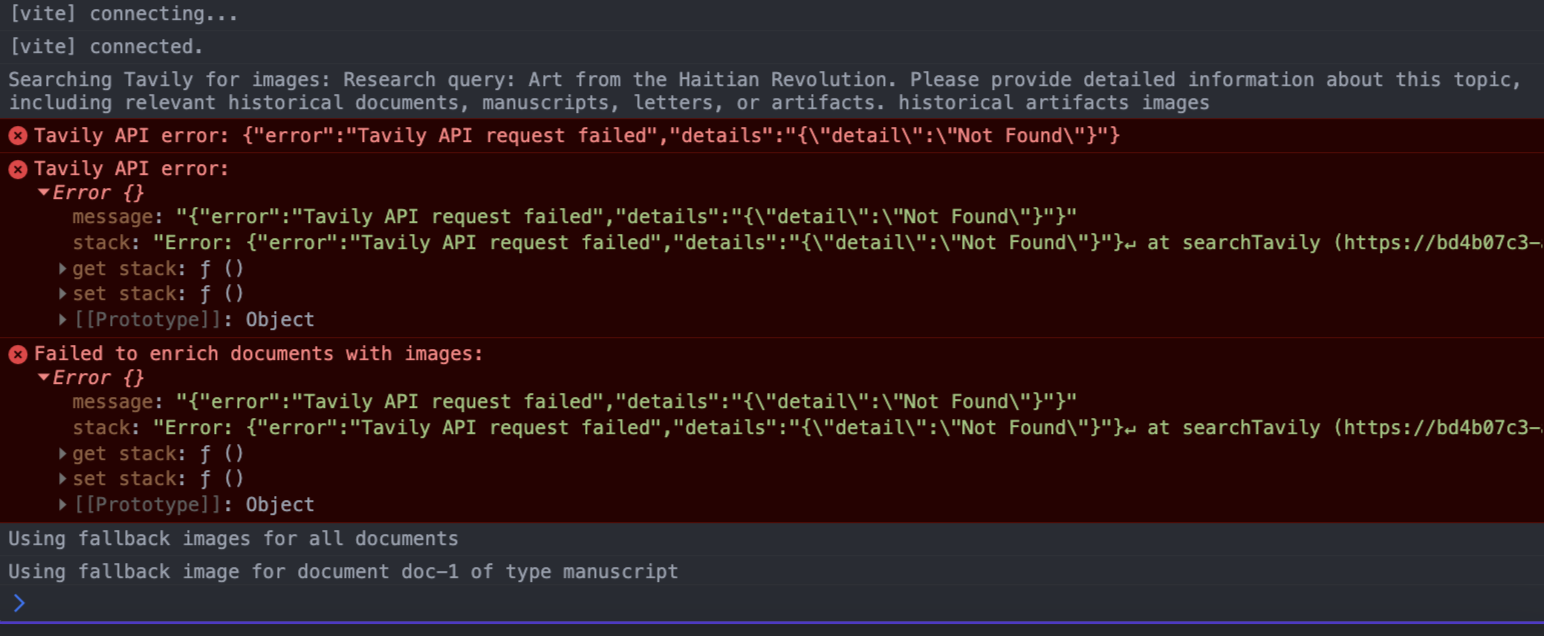 [vite] connecting...
[vite] connected.
Searching Tavily for images: Research query: Art from the Haitian Revolution. Please provide detailed information about this topic,
including relevant historical documents, manuscripts, letters, or artifacts. historical artifacts images
Tavily API error: {"error":"Tavily API request failed","details":"{\"detail\":\"Not Found\"}"}
Tavily API error:
Error {}
message: "{"error":"Tavily API request failed","details":"{\"detail\":\"Not Found\"}"}"
stack: "Error: {"error":"Tavily API request failed","details":"{\"detail\":\"Not Found\"}"}↵ at searchTavily (https://bd4b07c3-
get stack: ƒ ()
set stack: ƒ ()
[[Prototype]]: Object
Failed to enrich documents with images:
Error {}
message: "{"error":"Tavily API request failed","details":"{\"detail\":\"Not Found\"}"}"
stack: "Error: {"error":"Tavily API request failed","details":"{\"detail\":\"Not Found\"}"}↵ at searchTavily (https://bd4b07c3-
get stack: ƒ ()
set stack: ƒ ()
[[Prototype]]: Object
Using fallback images for all documents
Using fallback image for document doc-1 of type manuscript